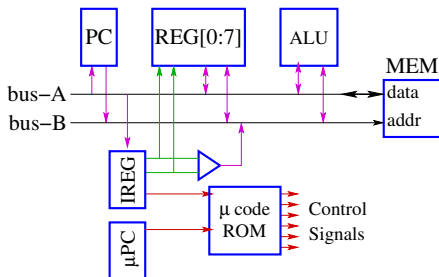 PC
REG[0:7]
ALU
MEM
bus-A
data
bus-B
addr
IREG
μ code
ROM
Control
Signals
μPC